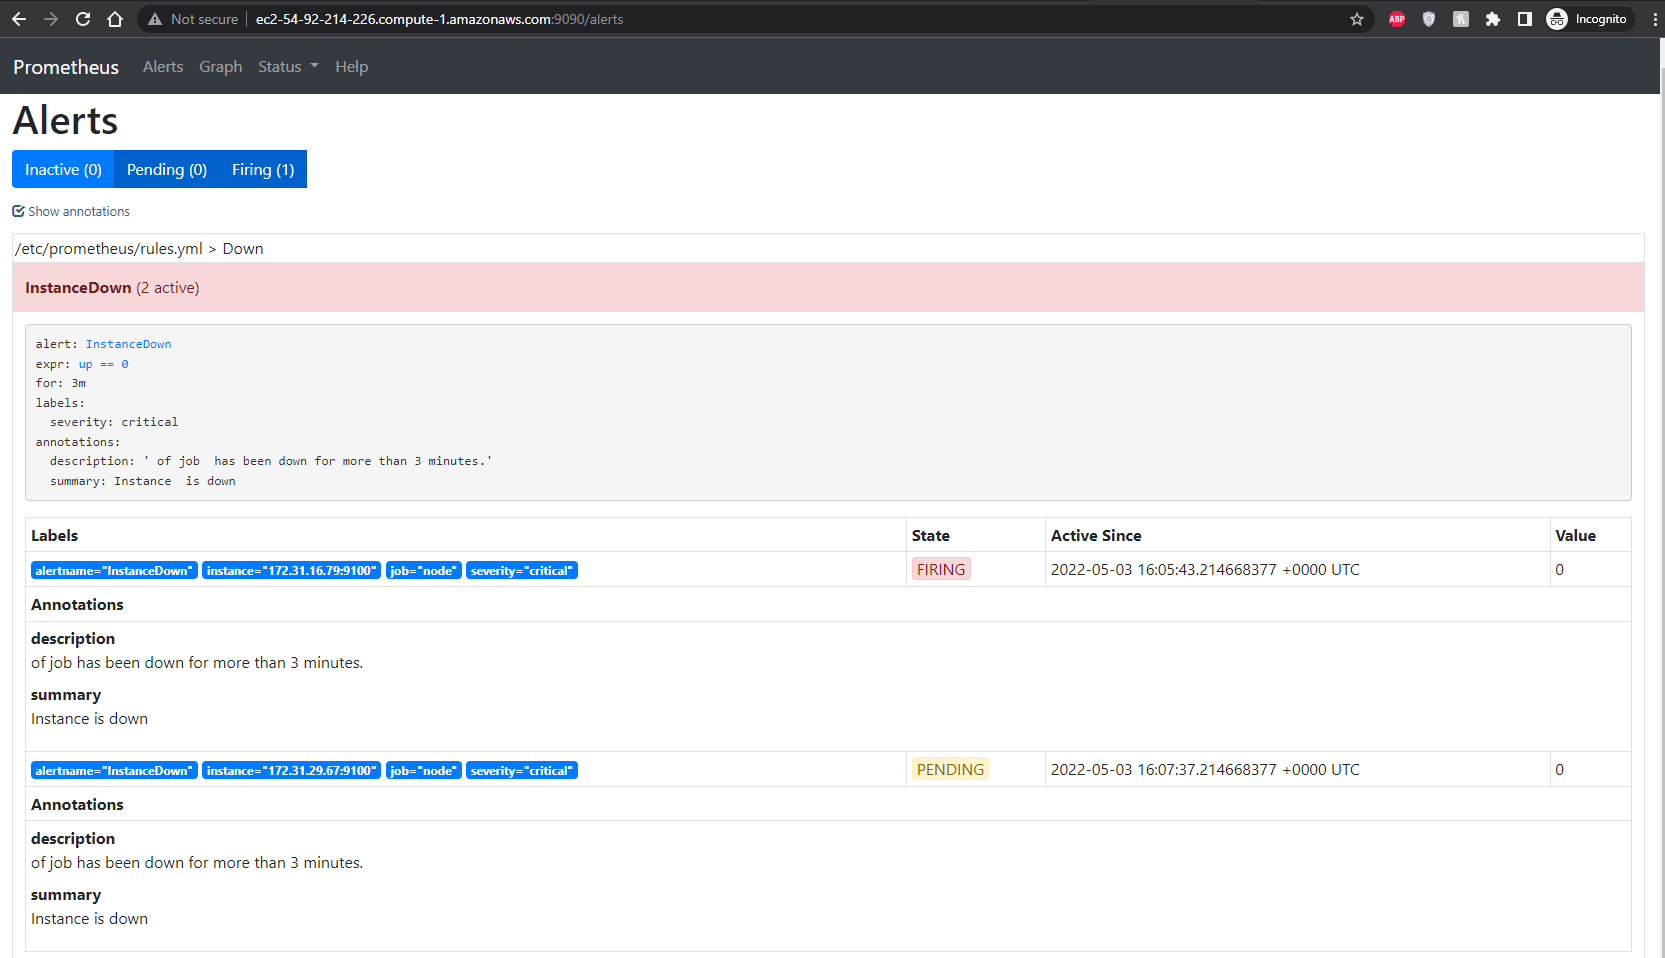 Not secure | ec2-54-92-214-226.compute-1.amazonaws.com:9090/alerts ABP Incognito
Prometheus Alerts Graph Status Help
Alerts
Inactive (0) Pending (0) Firing (1)
Show annotations
/etc/prometheus/rules.yml > Down
InstanceDown (2 active)
alert: InstanceDown
expr: up == 0
for: 3m
labels:
  severity: critical
annotations:
  description: ' of job  has been down for more than 3 minutes.'
  summary: Instance  is down
Labels State Active Since Value
alertname="InstanceDown" instance="172.31.16.79:9100" job="node" severity="critical" FIRING 2022-05-03 16:05:43.214668377 +0000 UTC 0
Annotations
description
of job has been down for more than 3 minutes.
summary
Instance is down
alertname="InstanceDown" instance="172.31.29.67:9100" job="node" severity="critical" PENDING 2022-05-03 16:07:37.214668377 +0000 UTC 0
Annotations
description
of job has been down for more than 3 minutes.
summary
Instance is down